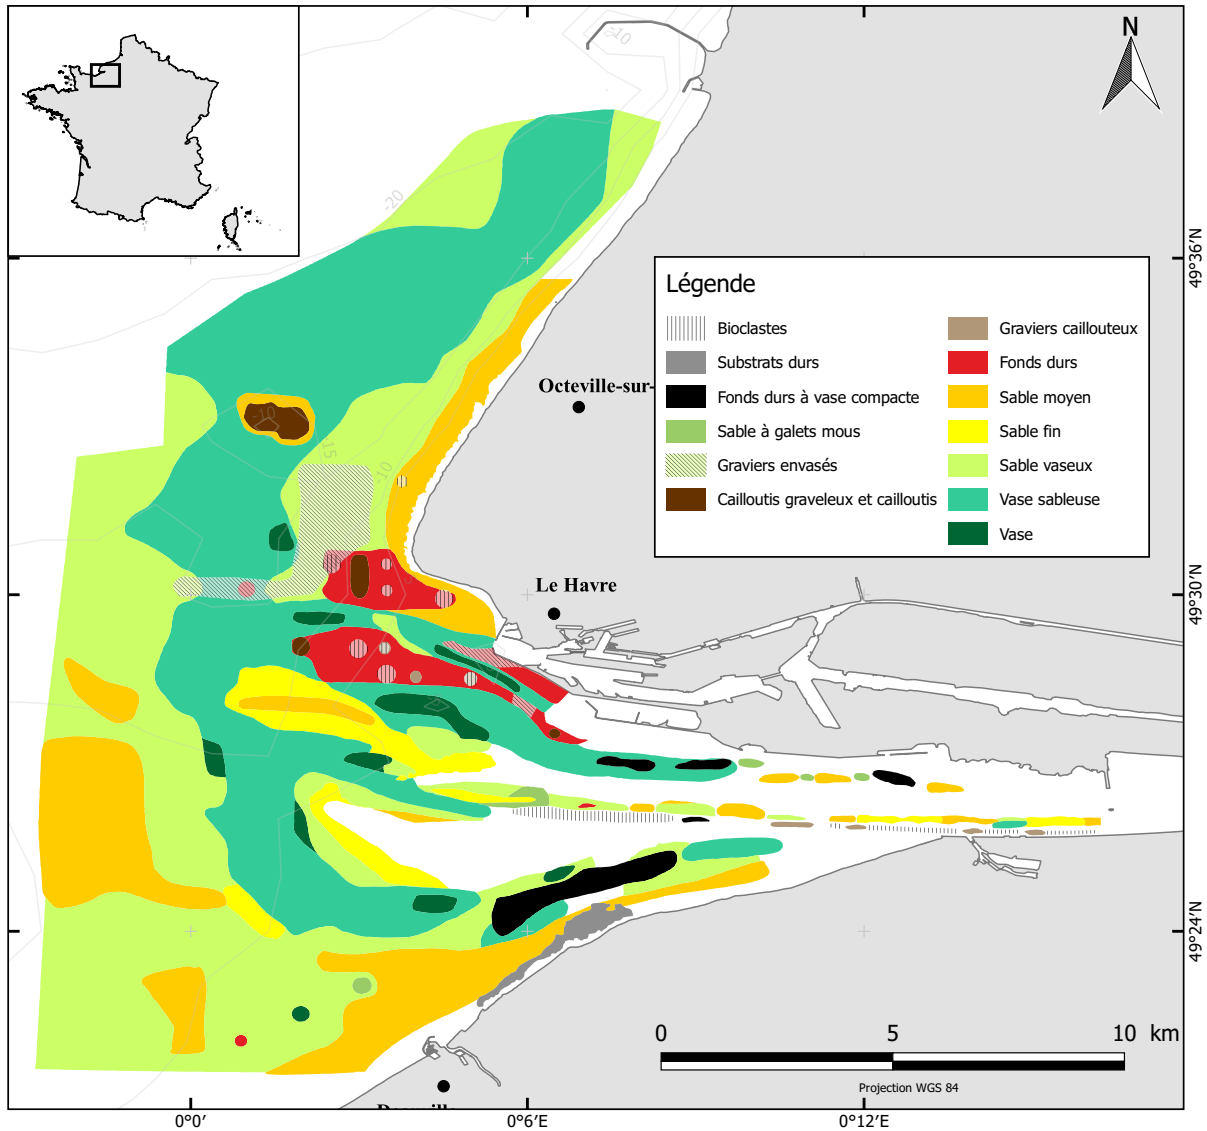 -10
N
-20
49°36'N
Légende
Bioclastes
Substrats durs
Fonds durs à vase compacte
Sable à galets mous
Graviers envasés
Cailloutis graveleux et cailloutis
Graviers cailouteux
Fonds durs
Sable moyen
Sable fin
Sable vaseux
Vase sableuse
Vase
Octeville-sur-
-10
-15
-10
Le Havre
49°30'N
49°24'N
0 5 10 km
Projection WGS 84
0°0'
0°6'E
0°12'E